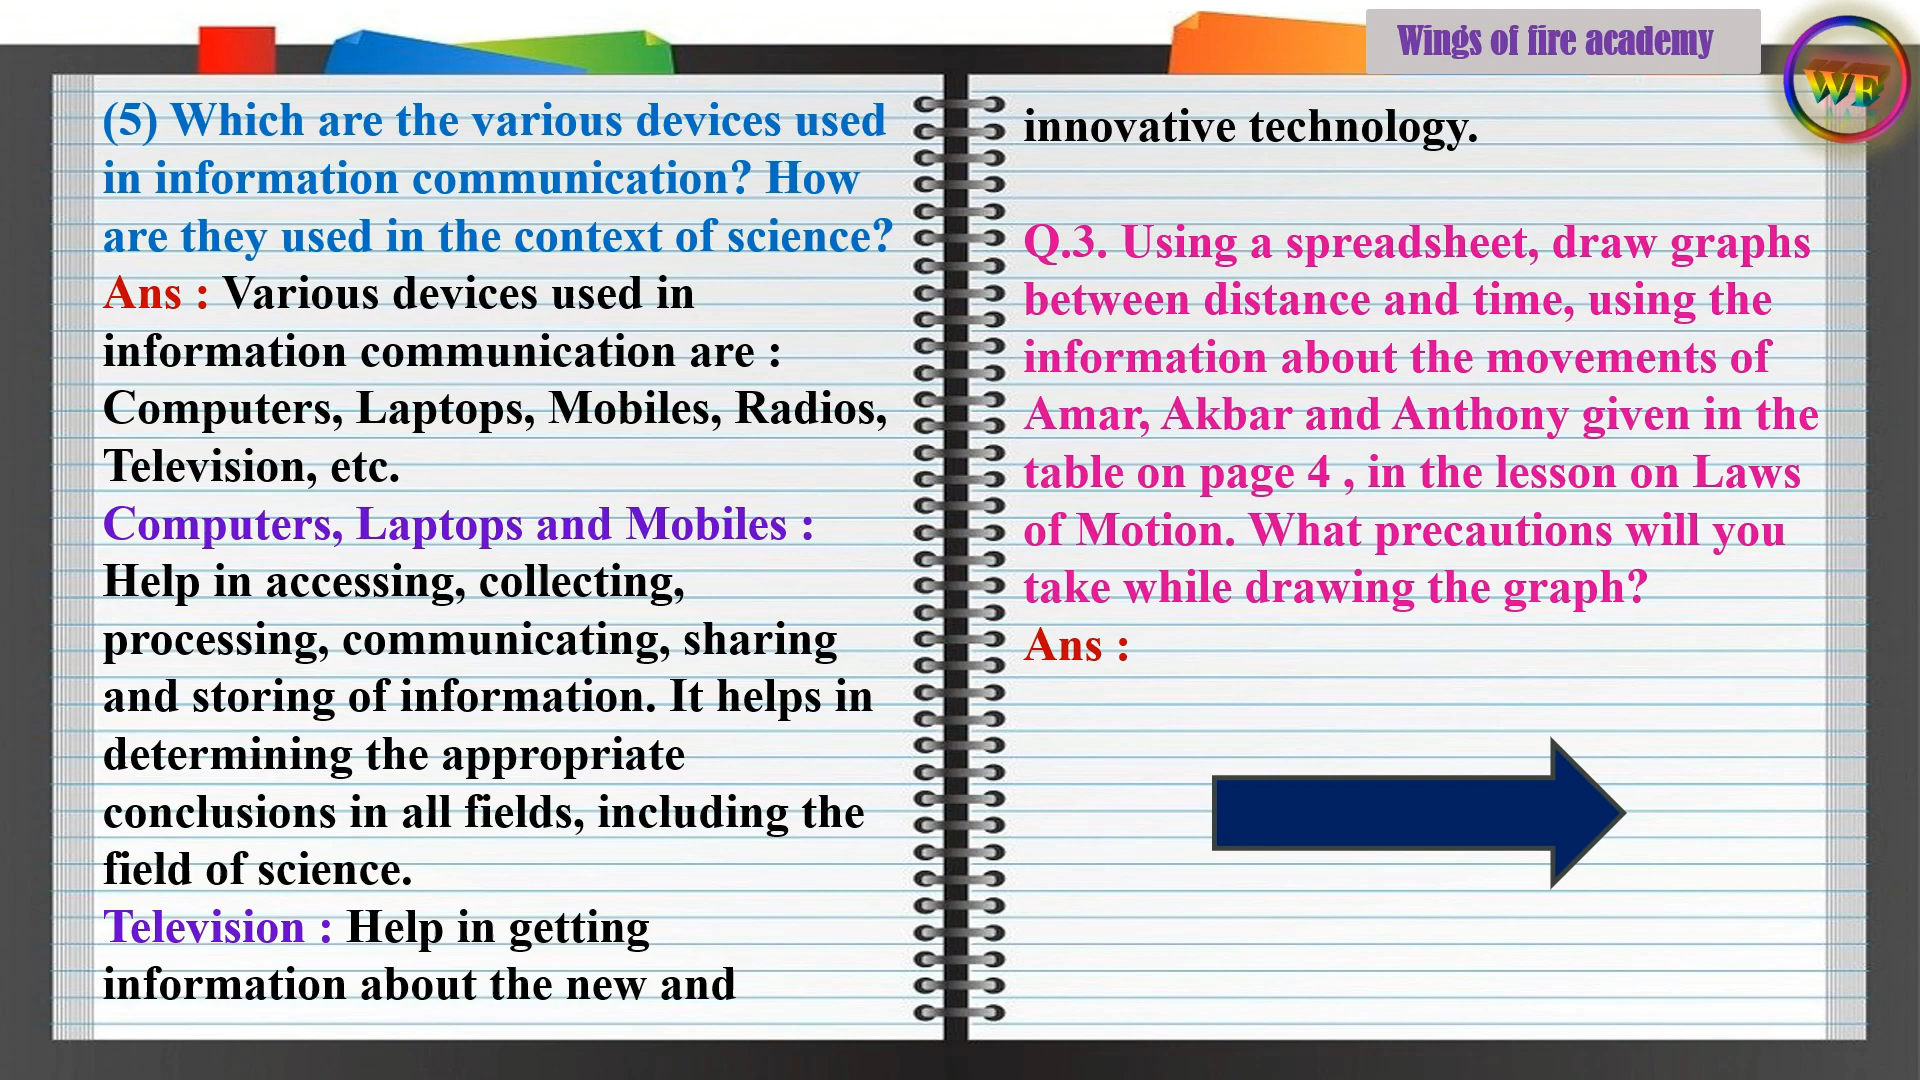 Wings of fire academy
WF
(5) Which are the various devices used
in information communication? How
are they used in the context of science?
Ans : Various devices used in
information communication are :
Computers, Laptops, Mobiles, Radios,
Television, etc.
Computers, Laptops and Mobiles :
Help in accessing, collecting,
processing, communicating, sharing
and storing of information. It helps in
determining the appropriate
conclusions in all fields, including the
field of science.
Television : Help in getting
information about the new and
innovative technology.
Q.3. Using a spreadsheet, draw graphs
between distance and time, using the
information about the movements of
Amar, Akbar and Anthony given in the
table on page 4 , in the lesson on Laws
of Motion. What precautions will you
take while drawing the graph?
Ans :